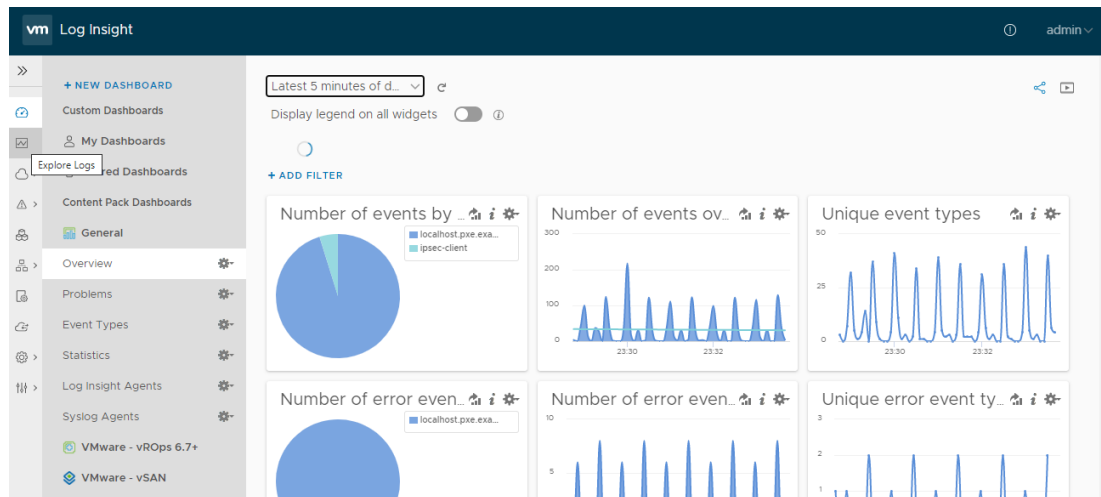 vm Log Insight
admin
+ NEW DASHBOARD
Custom Dashboards
My Dashboards
Explore Logs
red Dashboards
Content Pack Dashboards
General
Overview
Problems
Event Types
Statistics
Log Insight Agents
Syslog Agents
VMware - vROps 6.7+
VMware - vSAN
Latest 5 minutes of d...
Display legend on all widgets
+ ADD FILTER
Number of events by ...
localhost.pxe.exa...
ipsec-client
Number of events ov...
300
200
100
0
23:30
23:32
Unique event types
50
25
0
23:30
23:32
Number of error even...
localhost.pxe.exa...
Number of error even...
10
5
Unique error event ty...
3
2
1